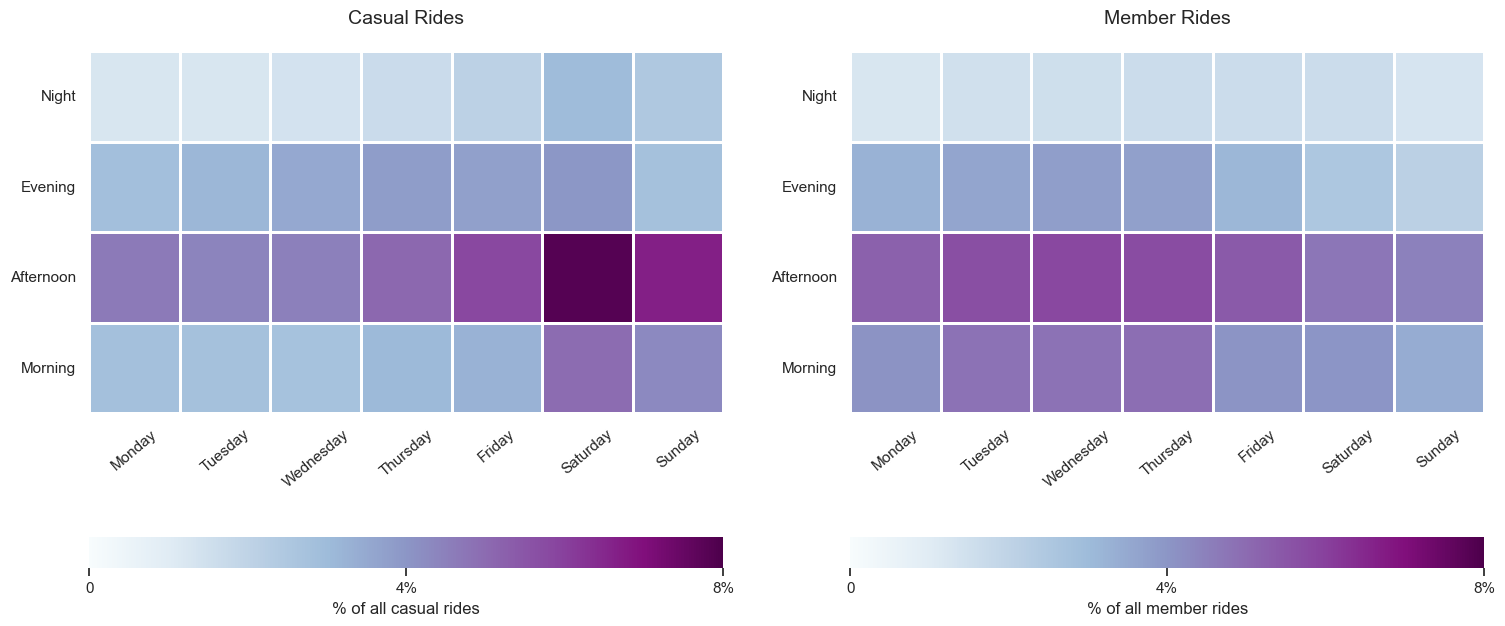 Casual Rides
Night
Evening
Afternoon
Morning
Monday
Tuesday
Wednesday
Thursday
Friday
Saturday
Sunday
0
4%
8%
% of all casual rides
Member Rides
Night
Evening
Afternoon
Morning
Monday
Tuesday
Wednesday
Thursday
Friday
Saturday
Sunday
0
4%
8%
% of all member rides